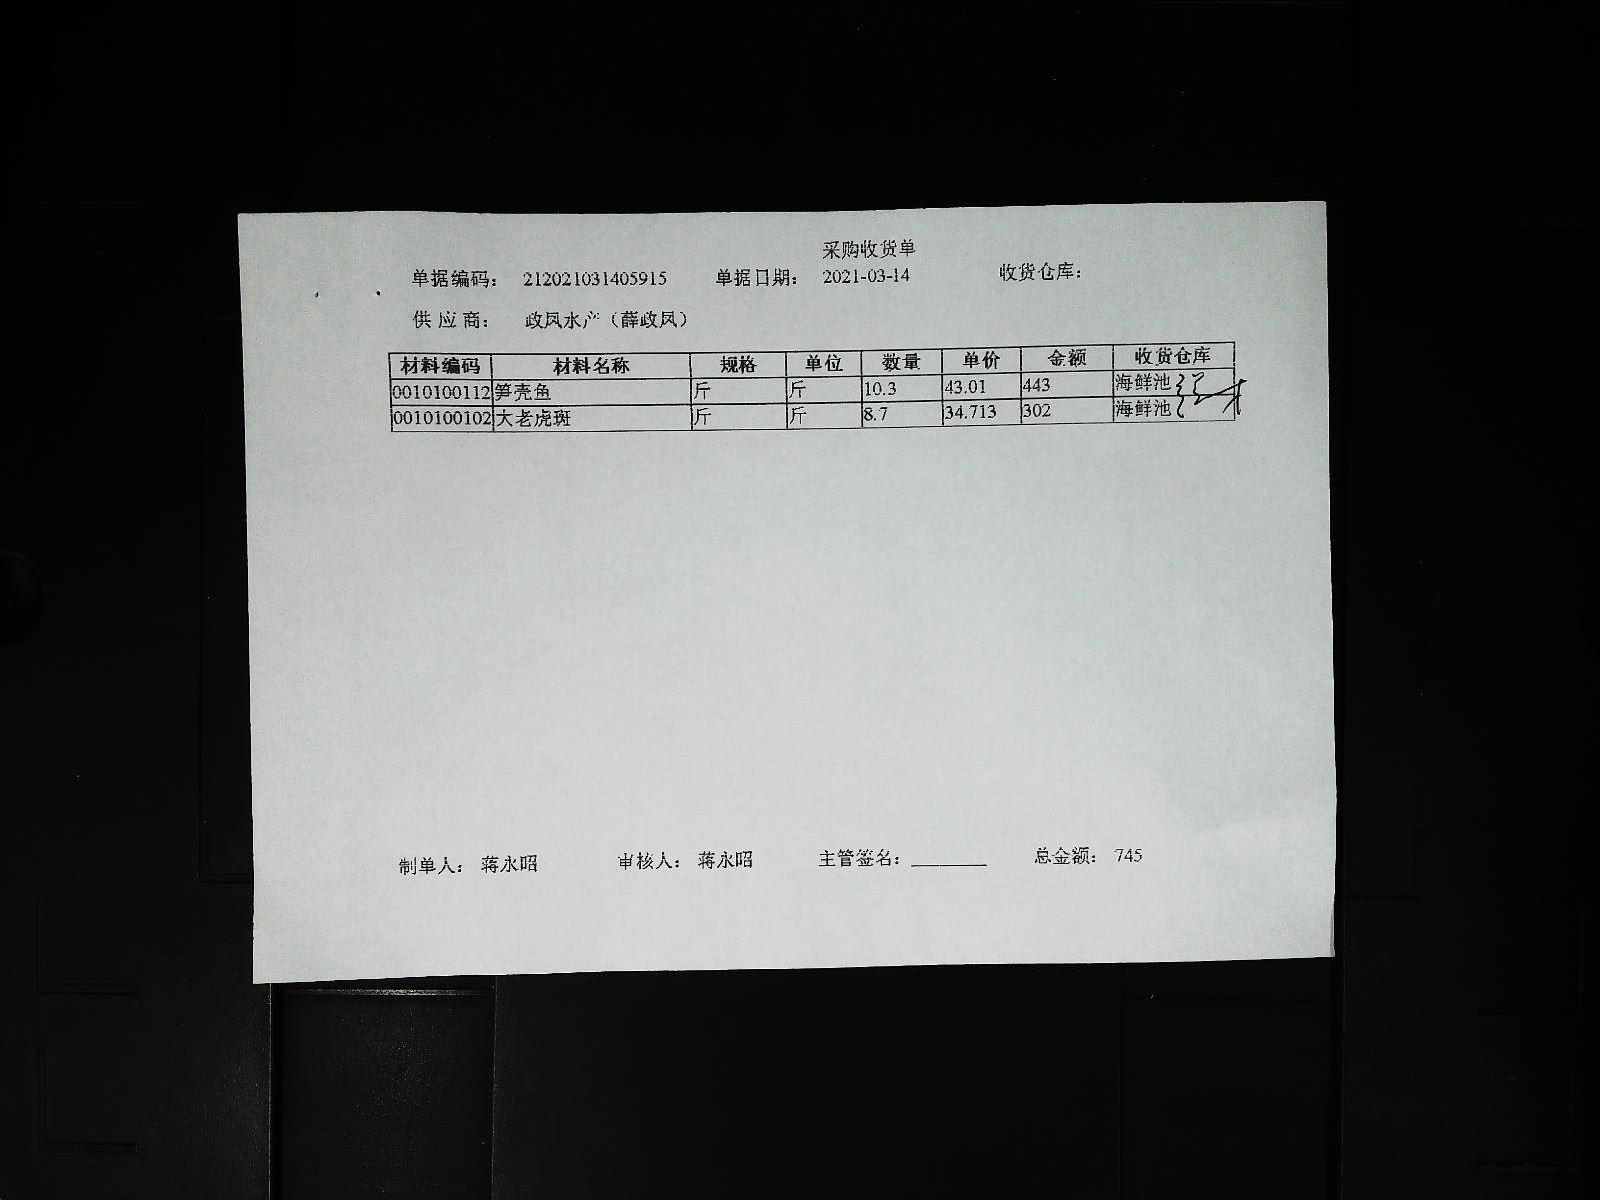 采购收货单
单据编码： 212021031405915 单据日期： 2021-03-14 收货仓库：
供应商： 政凤水产（薛政凤）
材料编码 材料名称 规格 单位 数量 单价 金额 收货仓库
0010100112 笋壳鱼 斤 斤 10.3 43.01 443 海鲜池
0010100102 大老虎斑 斤 斤 8.7 34.713 302 海鲜池
制单人： 蒋永昭 审核人： 蒋永昭 主管签名：________ 总金额： 745